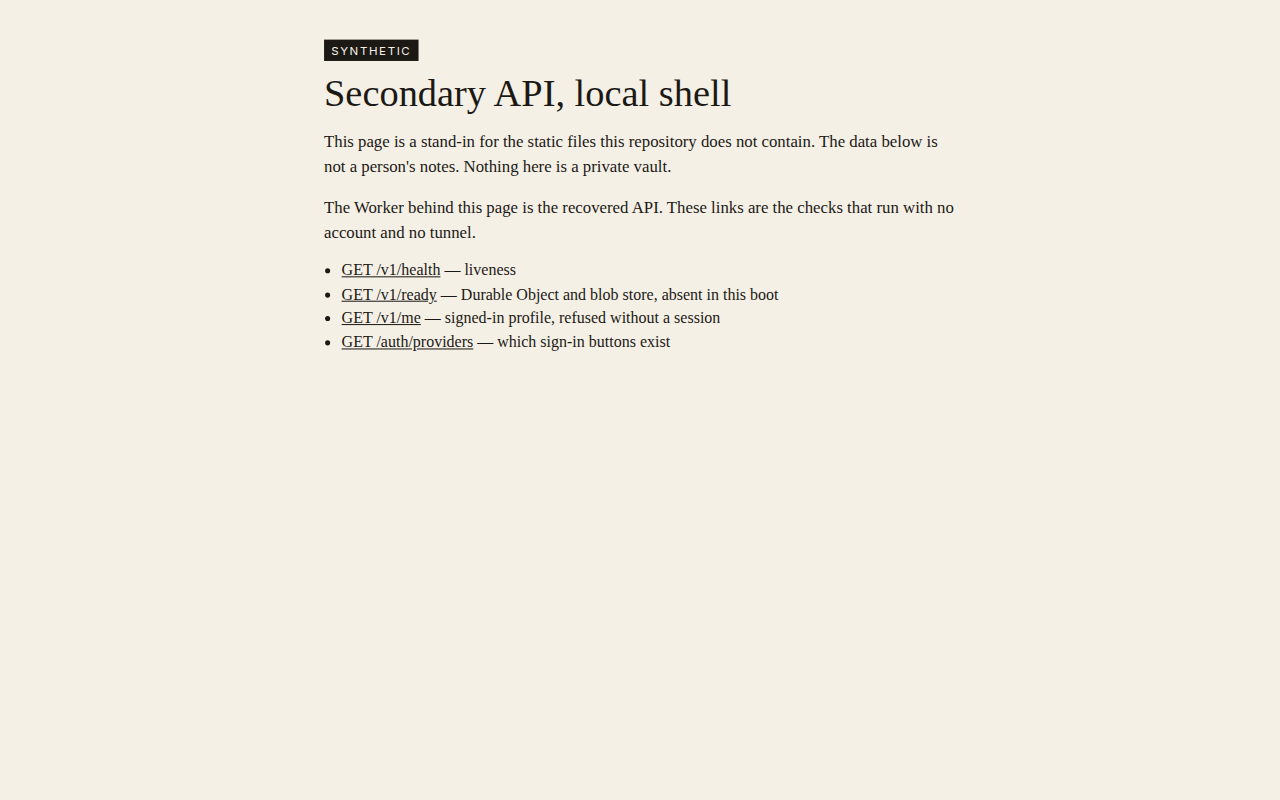 SYNTHETIC
Secondary API, local shell
This page is a stand-in for the static files this repository does not contain. The data below is
not a person's notes. Nothing here is a private vault.
The Worker behind this page is the recovered API. These links are the checks that run with no
account and no tunnel.
• GET /v1/health — liveness
• GET /v1/ready — Durable Object and blob store, absent in this boot
• GET /v1/me — signed-in profile, refused without a session
• GET /auth/providers — which sign-in buttons exist